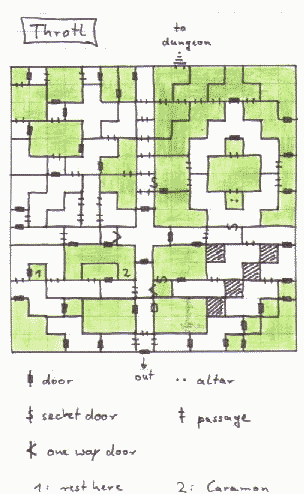 Throtl
to
dungeon
1
2
out
door
.. altar
secret door
passage
one way door
1: rest here 2: Caramon